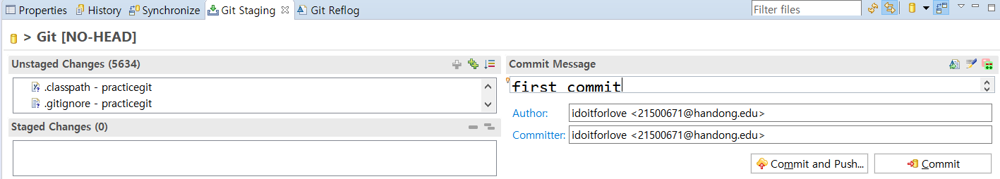 Properties History Synchronize Git Staging Git Reflog Filter files
> Git [NO-HEAD]
Unstaged Changes (5634)
.classpath - practicegit
.gitignore - practicegit
Staged Changes (0)
Commit Message
first commit
Author: idoitforlove <21500671@handong.edu>
Committer: idoitforlove <21500671@handong.edu>
Commit and Push... Commit